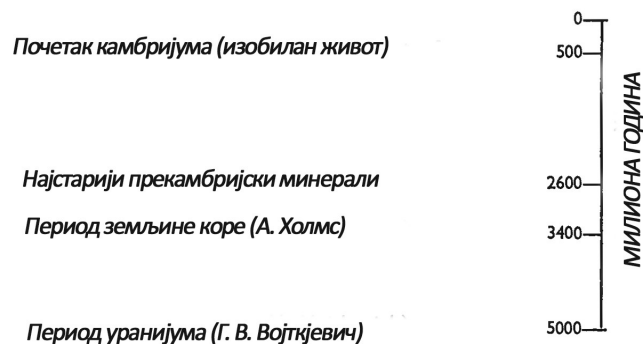 0
Почетак камбријума (изобилан живот) 500
Најстарији прекамбријски минерали 2600
Период земљине коре (А. Холмс) 3400
Период уранијума (Г. В. Војткјевич) 5000
МИЛИОНА ГОДИНА